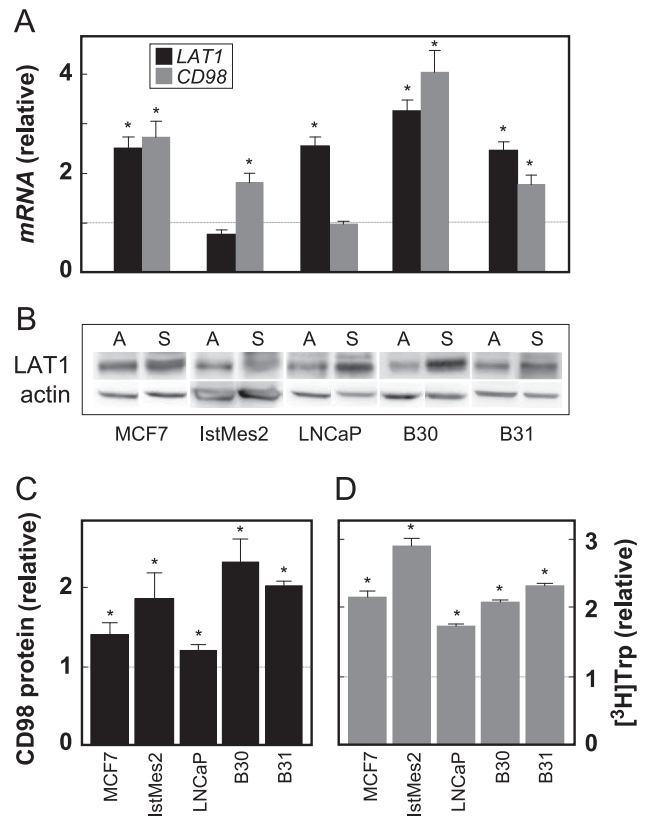 A
mRNA (relative)
4
2
0
LAT1
CD98
* * * * * * * *
B
A S A S A S A S A S
LAT1
actin
MCF7 IstMes2 LNCaP B30 B31
C
CD98 protein (relative)
2
1
0
* * * * *
MCF7 IstMes2 LNCaP B30 B31
D
[³H]Trp (relative)
3
2
1
0
* * * * *
MCF7 IstMes2 LNCaP B30 B31